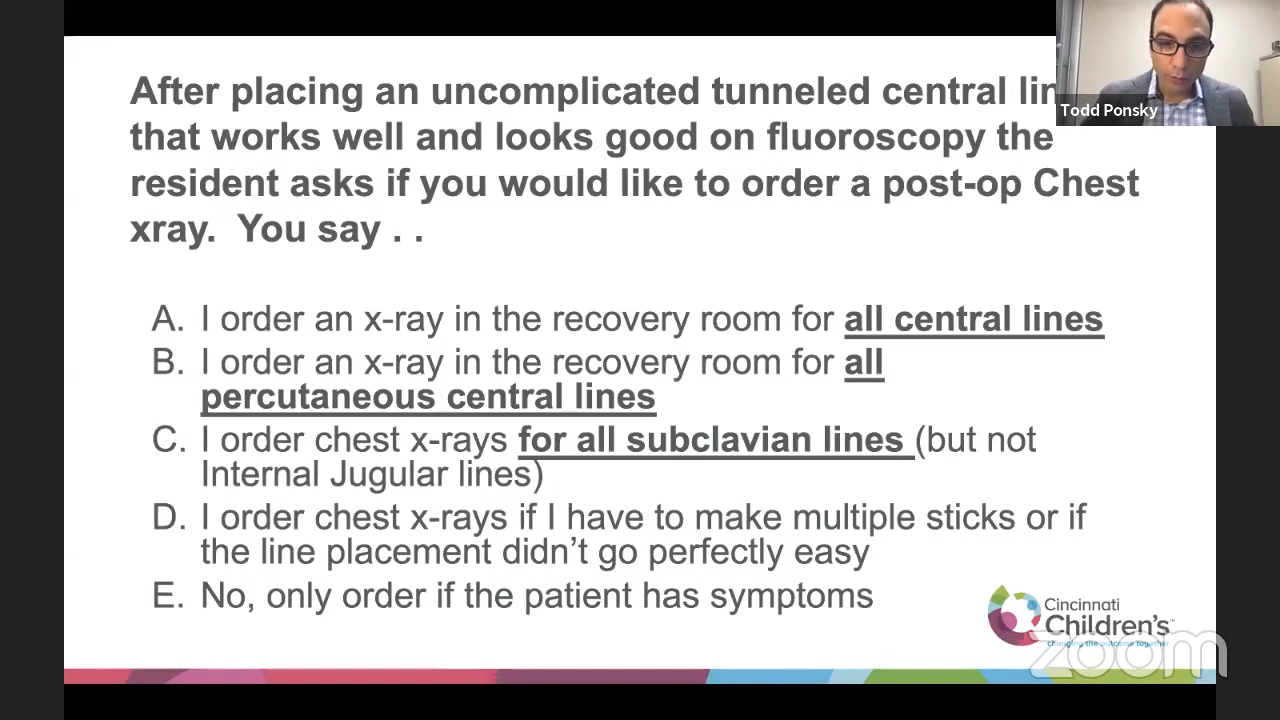 After placing an uncomplicated tunneled central
that works well and looks good on fluoroscopy the
resident asks if you would like to order a post-op Chest
xray.  You say . .
A. I order an x-ray in the recovery room for all central lines
B. I order an x-ray in the recovery room for all
percutaneous central lines
C. I order chest x-rays for all subclavian lines (but not
Internal Jugular lines)
D. I order chest x-rays if I have to make multiple sticks or if
the line placement didn’t go perfectly easy
E. No, only order if the patient has symptoms
Todd Ponsky
Cincinnati
Children's
changing the outcome together
zoom